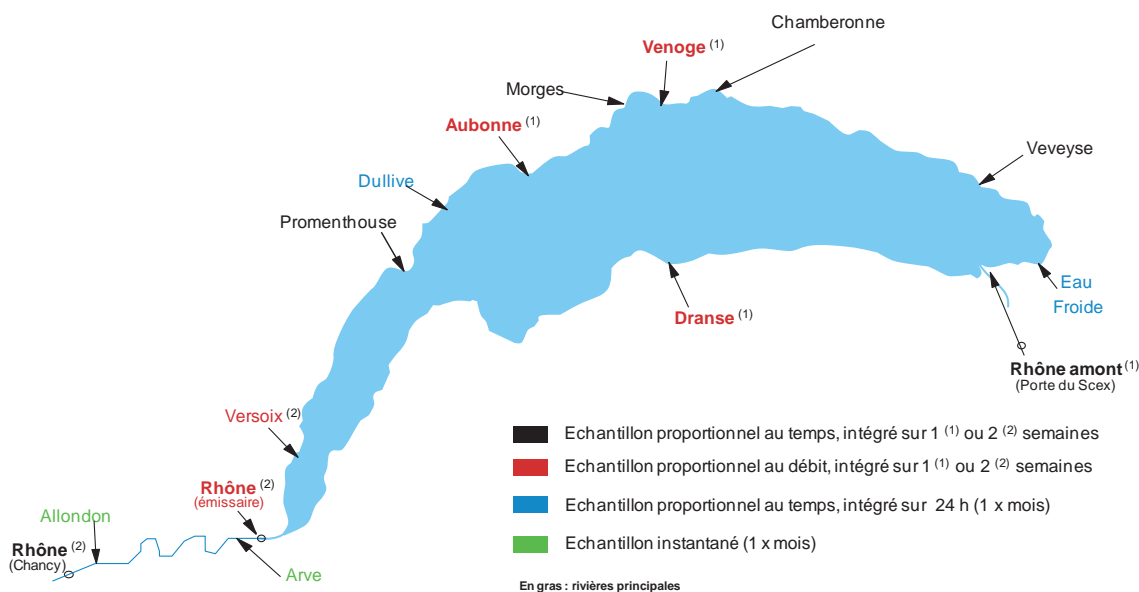 Chamberonne
Venoge (1)
Morges
Aubonne (1)
Veveyse
Dullive
Promenthouse
Eau
Froide
Dranse (1)
Rhône amont (1)
(Porte du Scex)
Versoix (2)
Echantillon proportionnel au temps, intégré sur 1 (1) ou 2 (2) semaines
Echantillon proportionnel au débit, intégré sur 1 (1) ou 2 (2) semaines
Rhône (2)
(émissaire)
Echantillon proportionnel au temps, intégré sur 24 h (1 x mois)
Allondon
Echantillon instantané (1 x mois)
Rhône (2)
(Chancy)
Arve
En gras : rivières principales